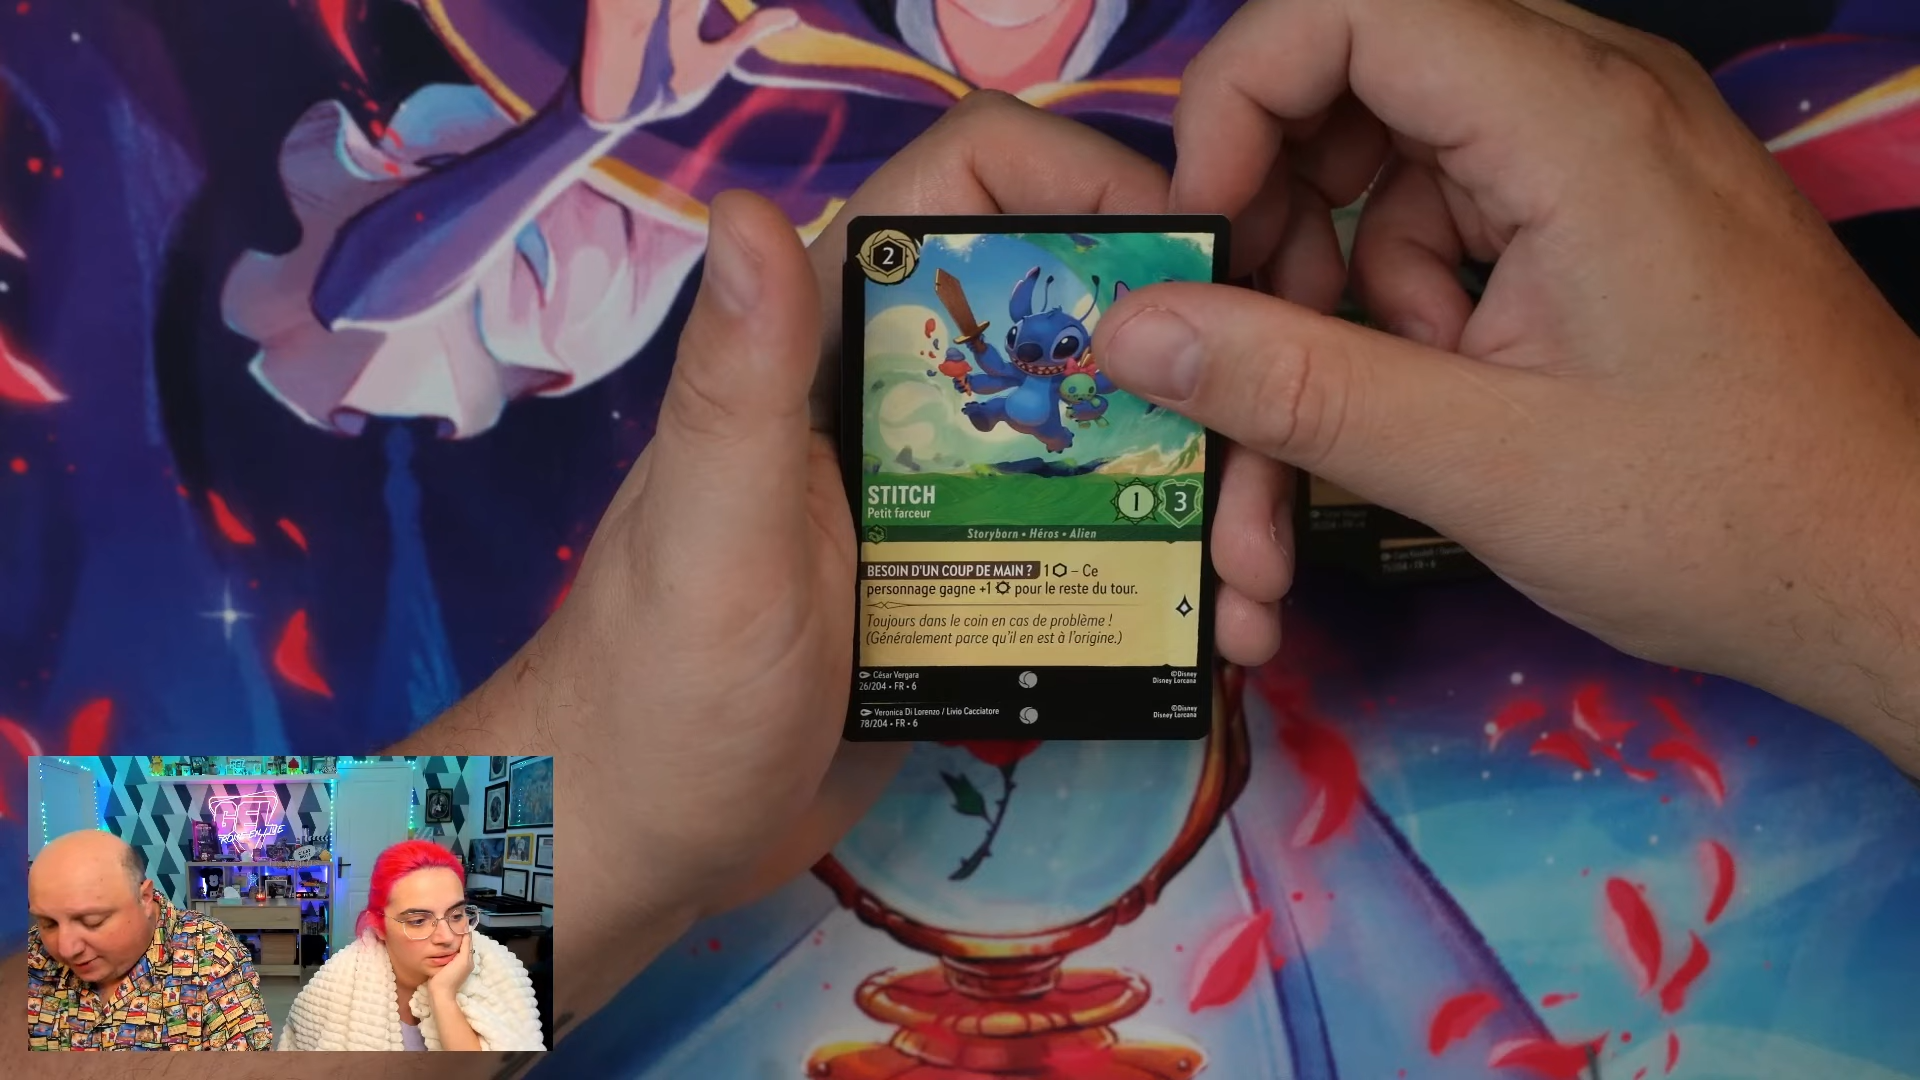 2
STITCH
Petit farceur
1 3
Storyborn • Héros • Alien
BESOIN D'UN COUP DE MAIN ? 1 – Ce
personnage gagne +1 pour le reste du tour.
Toujours dans le coin en cas de problème !
(Généralement parce qu'il en est à l'origine.)
César Vergara
26/204 • FR • 6
©Disney
Disney Lorcana
Veronica Di Lorenzo / Livio Cacciatore
78/204 • FR • 6
©Disney
Disney Lorcana
GEL